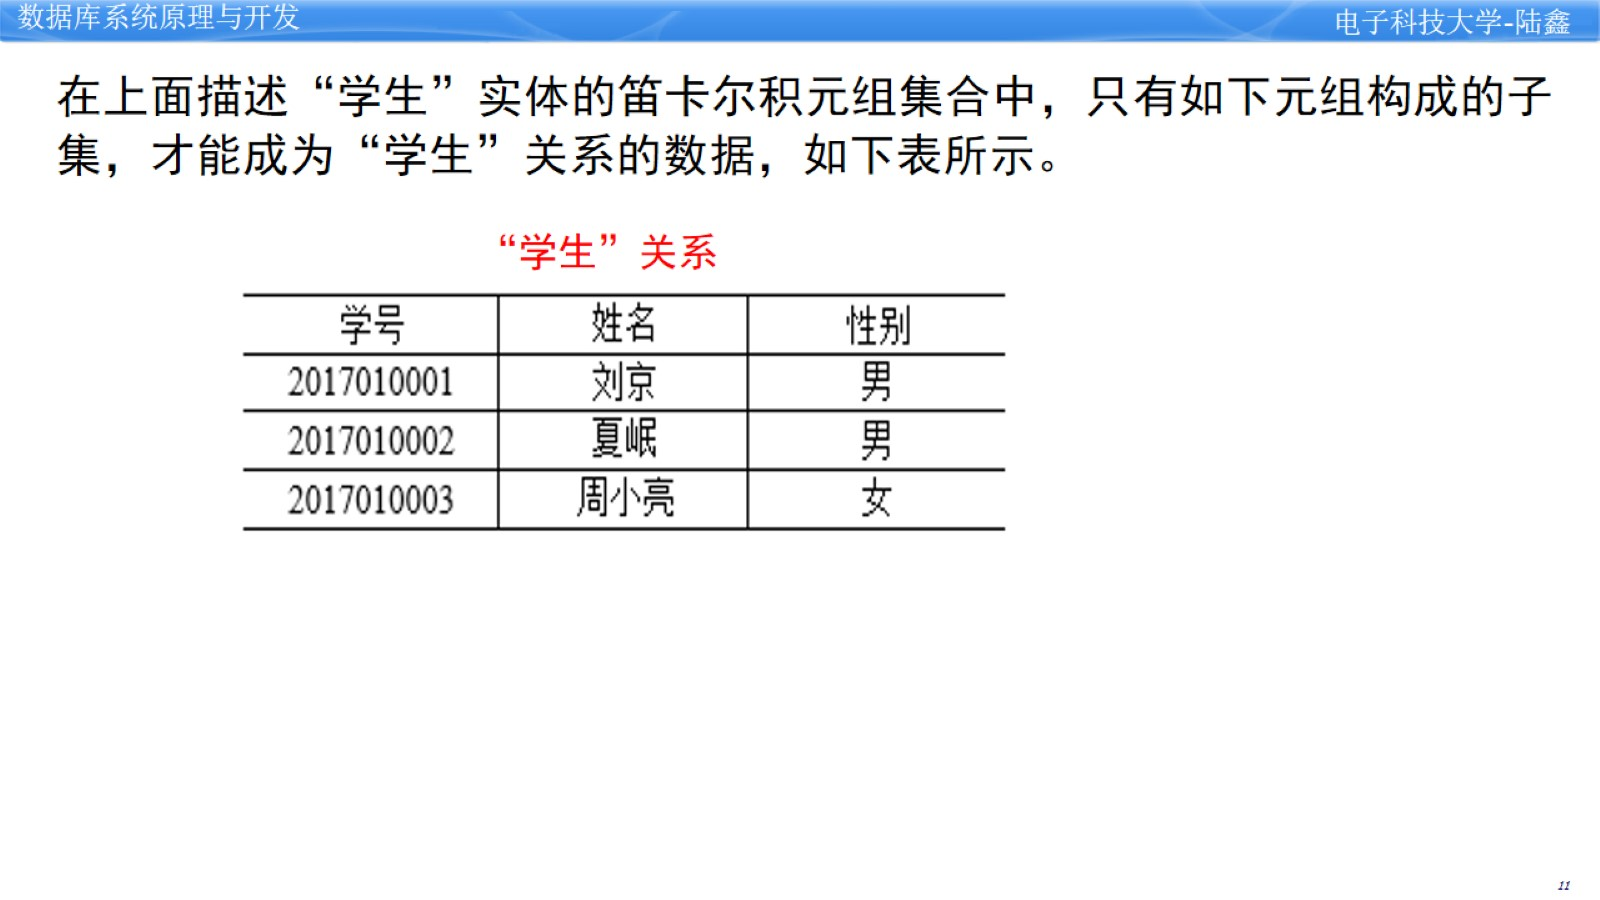 数据库系统原理与开发
电子科技大学-陆鑫
在上面描述“学生”实体的笛卡尔积元组集合中，只有如下元组构成的子
集，才能成为“学生”关系的数据，如下表所示。
“学生”关系
学号 姓名 性别
2017010001 刘京 男
2017010002 夏岷 男
2017010003 周小亮 女
11